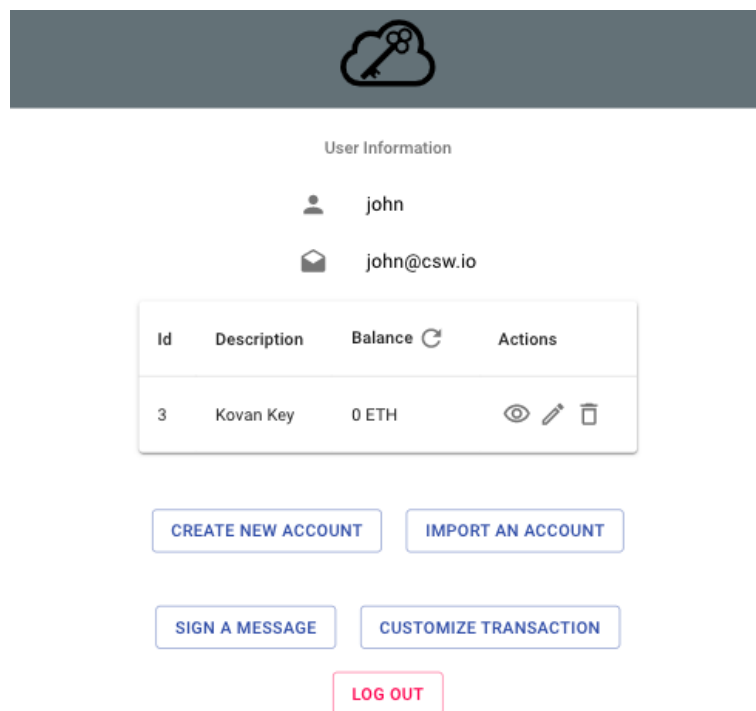 User Information
john
john@csw.io
Id Description Balance Actions
3 Kovan Key 0 ETH
CREATE NEW ACCOUNT IMPORT AN ACCOUNT
SIGN A MESSAGE CUSTOMIZE TRANSACTION
LOG OUT